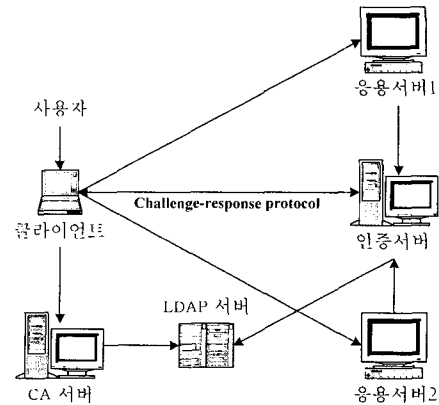 응용서버1
사용자
Challenge-response protocol
클라이언트
인증서버
LDAP 서버
CA 서버
응용서버2